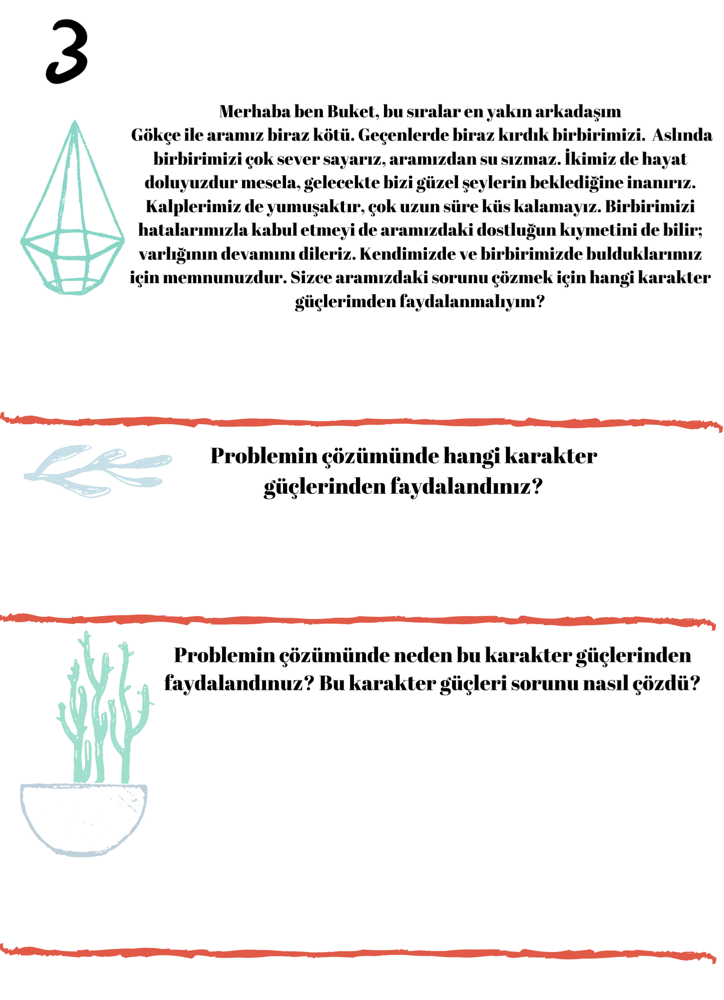 3
Merhaba ben Buket, bu sıralar en yakın arkadaşım
Gökçe ile aramız biraz kötü. Geçenlerde biraz kırdık birbirimizi.  Aslında
birbirimizi çok sever sayarız, aramızdan su sızmaz. İkimiz de hayat
doluyuzdur mesela, gelecekte bizi güzel şeylerin beklediğine inanırız.
Kalplerimiz de yumuşaktır, çok uzun süre küs kalamayız. Birbirimizi
hatalarımızla kabul etmeyi de aramızdaki dostluğun kıymetini de bilir;
varlığının devamını dileriz. Kendimizde ve birbirimizde bulduklarımız
için memnunuzdur. Sizce aramızdaki sorunu çözmek için hangi karakter
güçlerimden faydalanmalıyım?
Problemin çözümünde hangi karakter
güçlerinden faydalandınız?
Problemin çözümünde neden bu karakter güçlerinden
faydalandınuz? Bu karakter güçleri sorunu nasıl çözdü?